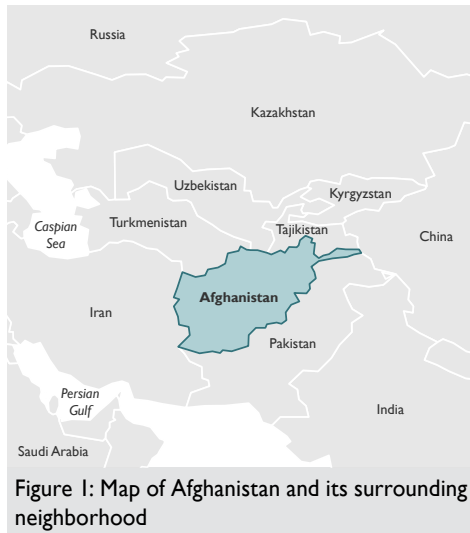 Russia
Kazakhstan
Uzbekistan
Kyrgyzstan
Caspian
Sea
Turkmenistan
Tajikistan
China
Afghanistan
Iran
Pakistan
Persian
Gulf
India
Saudi Arabia
Figure 1: Map of Afghanistan and its surrounding
neighborhood